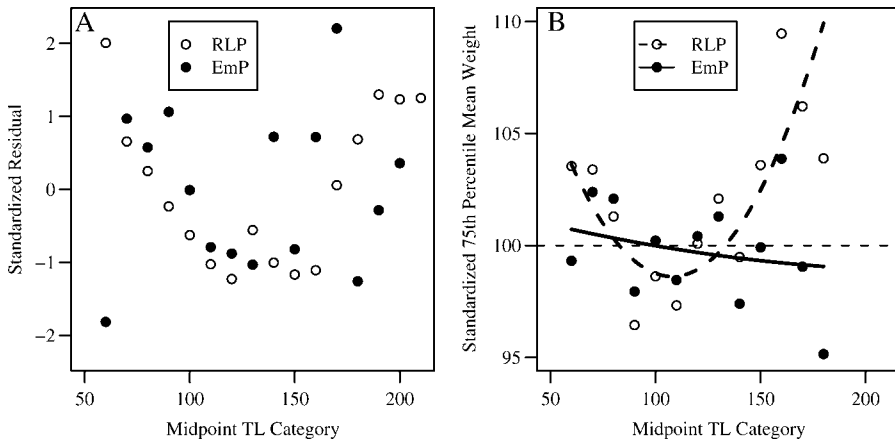 A
RLP
EmP
2
1
0
−1
−2
Standardized Residual
50
100
150
200
Midpoint TL Category
B
RLP
EmP
110
105
100
95
Standardized 75th Percentile Mean Weight
50
100
150
200
Midpoint TL Category